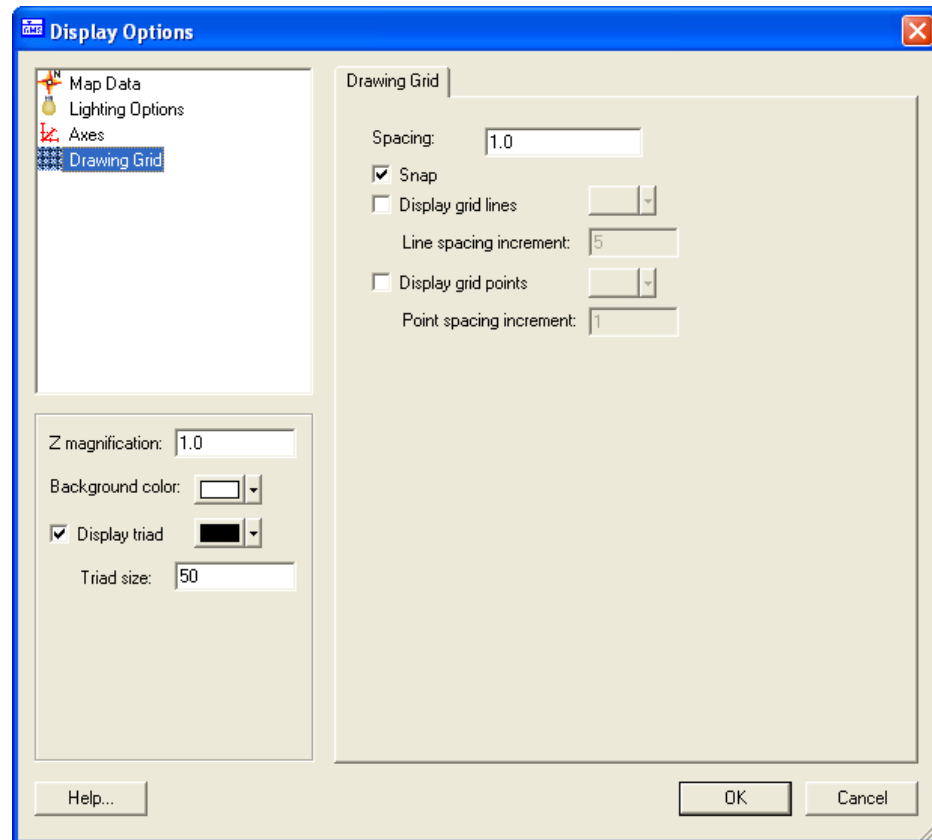 GMS Display Options
Map Data
Lighting Options
Axes
Drawing Grid
Z magnification: 1.0
Background color:
Display triad
Triad size: 50
Drawing Grid
Spacing: 1.0
Snap
Display grid lines
Line spacing increment: 5
Display grid points
Point spacing increment: 1
Help...
OK
Cancel